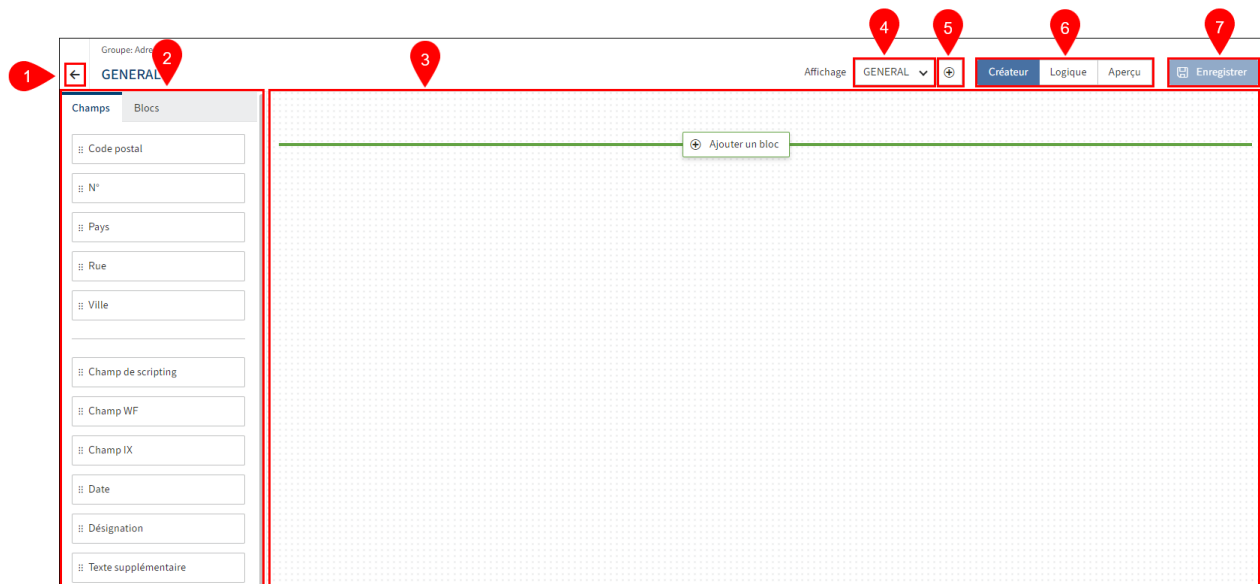 4
5
6
7
2
3
1
Groupe: Adre
GENERAL
Affichage GENERAL
Créateur Logique Aperçu
Enregistrer
Champs Blocs
Ajouter un bloc
Code postal
N°
Pays
Rue
Ville
Champ de scripting
Champ WF
Champ IX
Date
Désignation
Texte supplémentaire